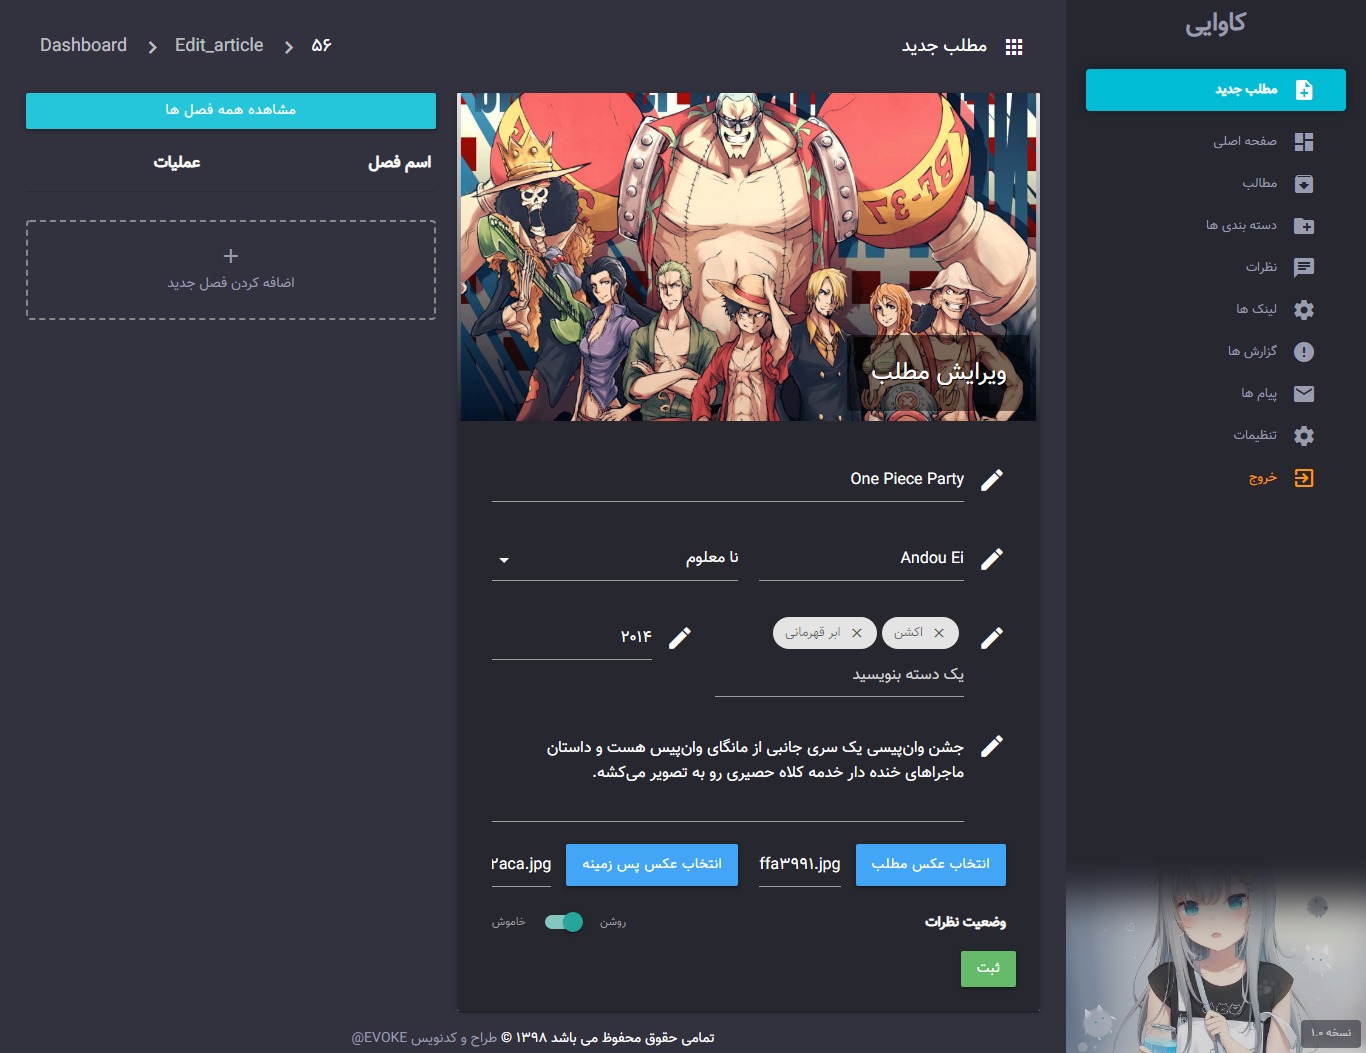 کاوایی
مطلب جدید
صفحه اصلی
مطالب
دسته بندی ها
نظرات
لینک ها
گزارش ها
پیام ها
تنظیمات
خروج
نسخه ۱.۰
مطلب جدید
Dashboard > Edit_article > ۵۶
ویرایش مطلب
One Piece Party
Andou Ei
نا معلوم
اکشن
ابر قهرمانی
یک دسته بنویسید
۲۰۱۴
جشن وان‌پیسی یک سری جانبی از مانگای وان‌پیس هست و داستان
ماجراهای خنده دار خدمه کلاه حصیری رو به تصویر می‌کشه.
انتخاب عکس مطلب
ffa۳۹۹۱.jpg
انتخاب عکس پس زمینه
۲aca.jpg
وضعیت نظرات
روشن
خاموش
ثبت
مشاهده همه فصل ها
اسم فصل
عملیات
+
اضافه کردن فصل جدید
تمامی حقوق محفوظ می باشد ۱۳۹۸ © طراح و کدنویس EVOKE@